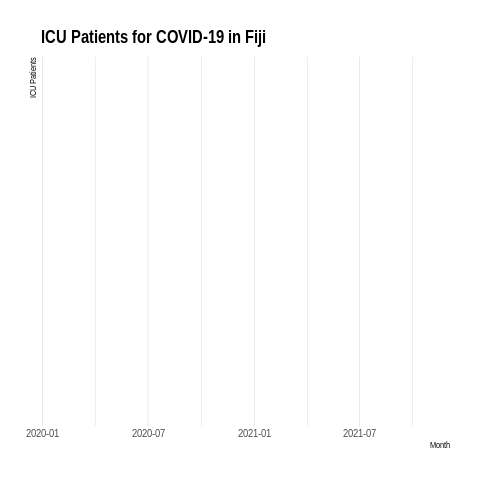 ICU Patients for COVID-19 in Fiji
ICU Patients
2020-01 2020-07 2021-01 2021-07
Month